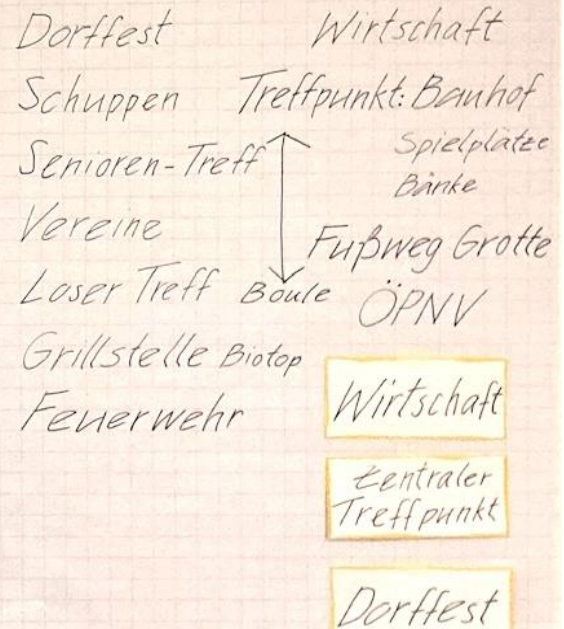 Dorffest
Schuppen
Senioren-Treff
Vereine
Loser Treff
Grillstelle Biotop
Feuerwehr
Wirtschaft
Treffpunkt: Bauhof
Spielplätze
Bänke
Fußweg Grotte
Boule
ÖPNV
Wirtschaft
Zentraler
Treffpunkt
Dorffest